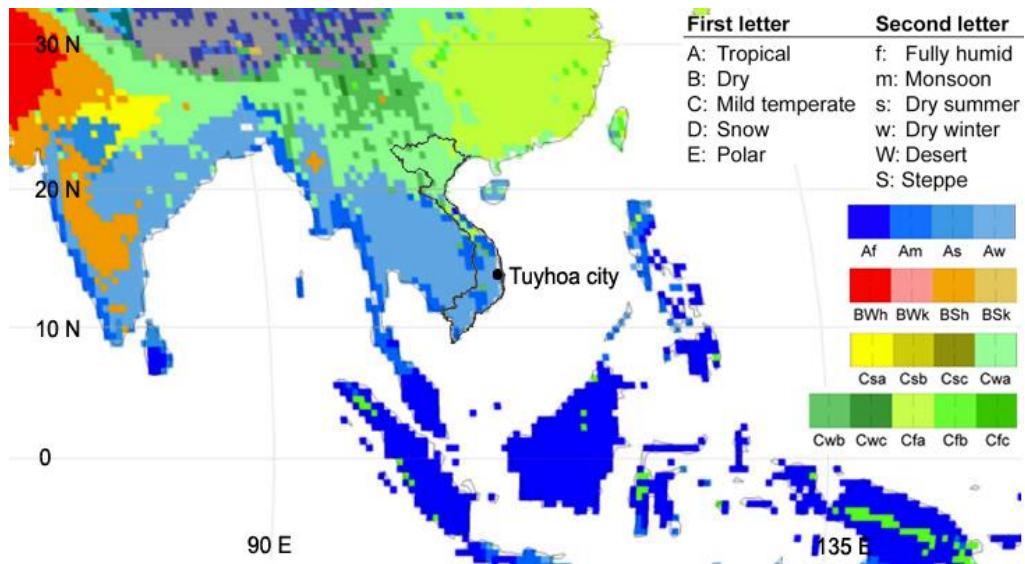 First letter Second letter
A: Tropical f: Fully humid
B: Dry m: Monsoon
C: Mild temperate s: Dry summer
D: Snow w: Dry winter
E: Polar W: Desert
S: Steppe
30 N
20 N
10 N
0
90 E
135 E
Tuyhoa city
Af Am As Aw
BWh BWk BSh BSk
Csa Csb Csc Cwa
Cwb Cwc Cfa Cfb Cfc